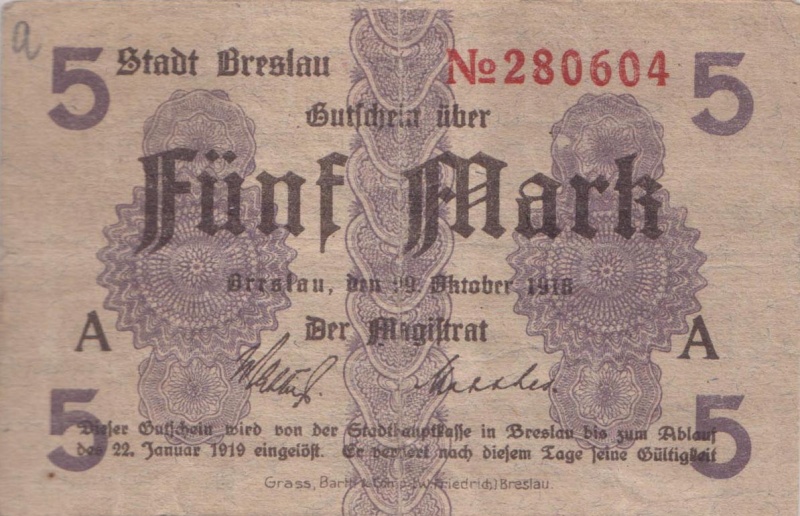 a
5 Stadt Breslau № 280604 5
Gutschein über
Fünf Mark
Breslau, den Oktober 1918
Der Magistrat
A A
5 5
Dieser Gutschein wird von der Stadthauptkasse in Breslau bis zum Ablauf
des 22. Januar 1919 eingelöst. Er verliert nach diesem Tage seine Gültigkeit
Grass, Barth & Comp. (W. Friedrich) Breslau.